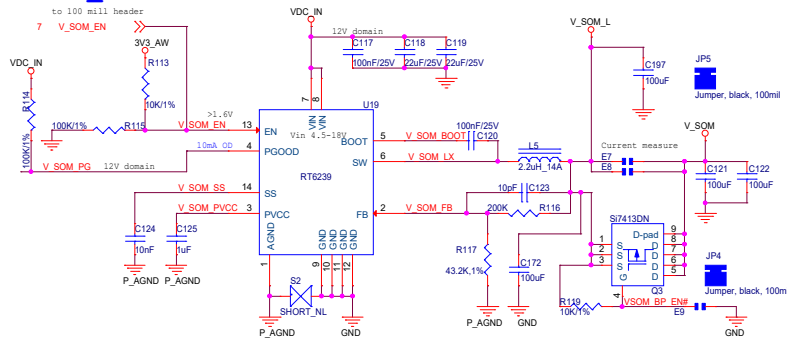 to 100 mill header
7 V_SOM_EN
VDC_IN
V_SOM_L
3V3_AW
12V domain
C117
100nF/25V
C118
22uF/25V
C119
22uF/25V
C197
100uF
JP5
Jumper, black, 100mil
VDC_IN
R113
10K/1%
R114
100K/1%
100K/1%
R115
>1.6V
V_SOM_EN
13
EN
7
8
VIN
VIN
U19
Vin 4.5-18V
BOOT
5
V_SOM_BOOT
100nF/25V
C120
V_SOM
10mA OD
4
PGOOD
SW
6
V_SOM_LX
L5
2.2uH_14A
Current measure
E7
E8
V_SOM_PG
12V domain
RT6239
C121
100uF
C122
100uF
V_SOM_SS
14
SS
10pF
C123
V_SOM_PVCC
3
PVCC
FB
2
V_SOM_FB
200K
R116
Si7413DN
C124
10nF
C125
1uF
AGND
GND
GND
GND
GND
1
9
10
11
12
R117
43.2K,1%
C172
100uF
D-pad
1
2
3
S
S
S
G
D
D
D
D
9
8
7
6
5
4
Q3
JP4
Jumper, black, 100m
P_AGND
P_AGND
S2
SHORT_NL
R119
10K/1%
VSOM_BP_EN#
E9
P_AGND
GND
P_AGND
GND
GND